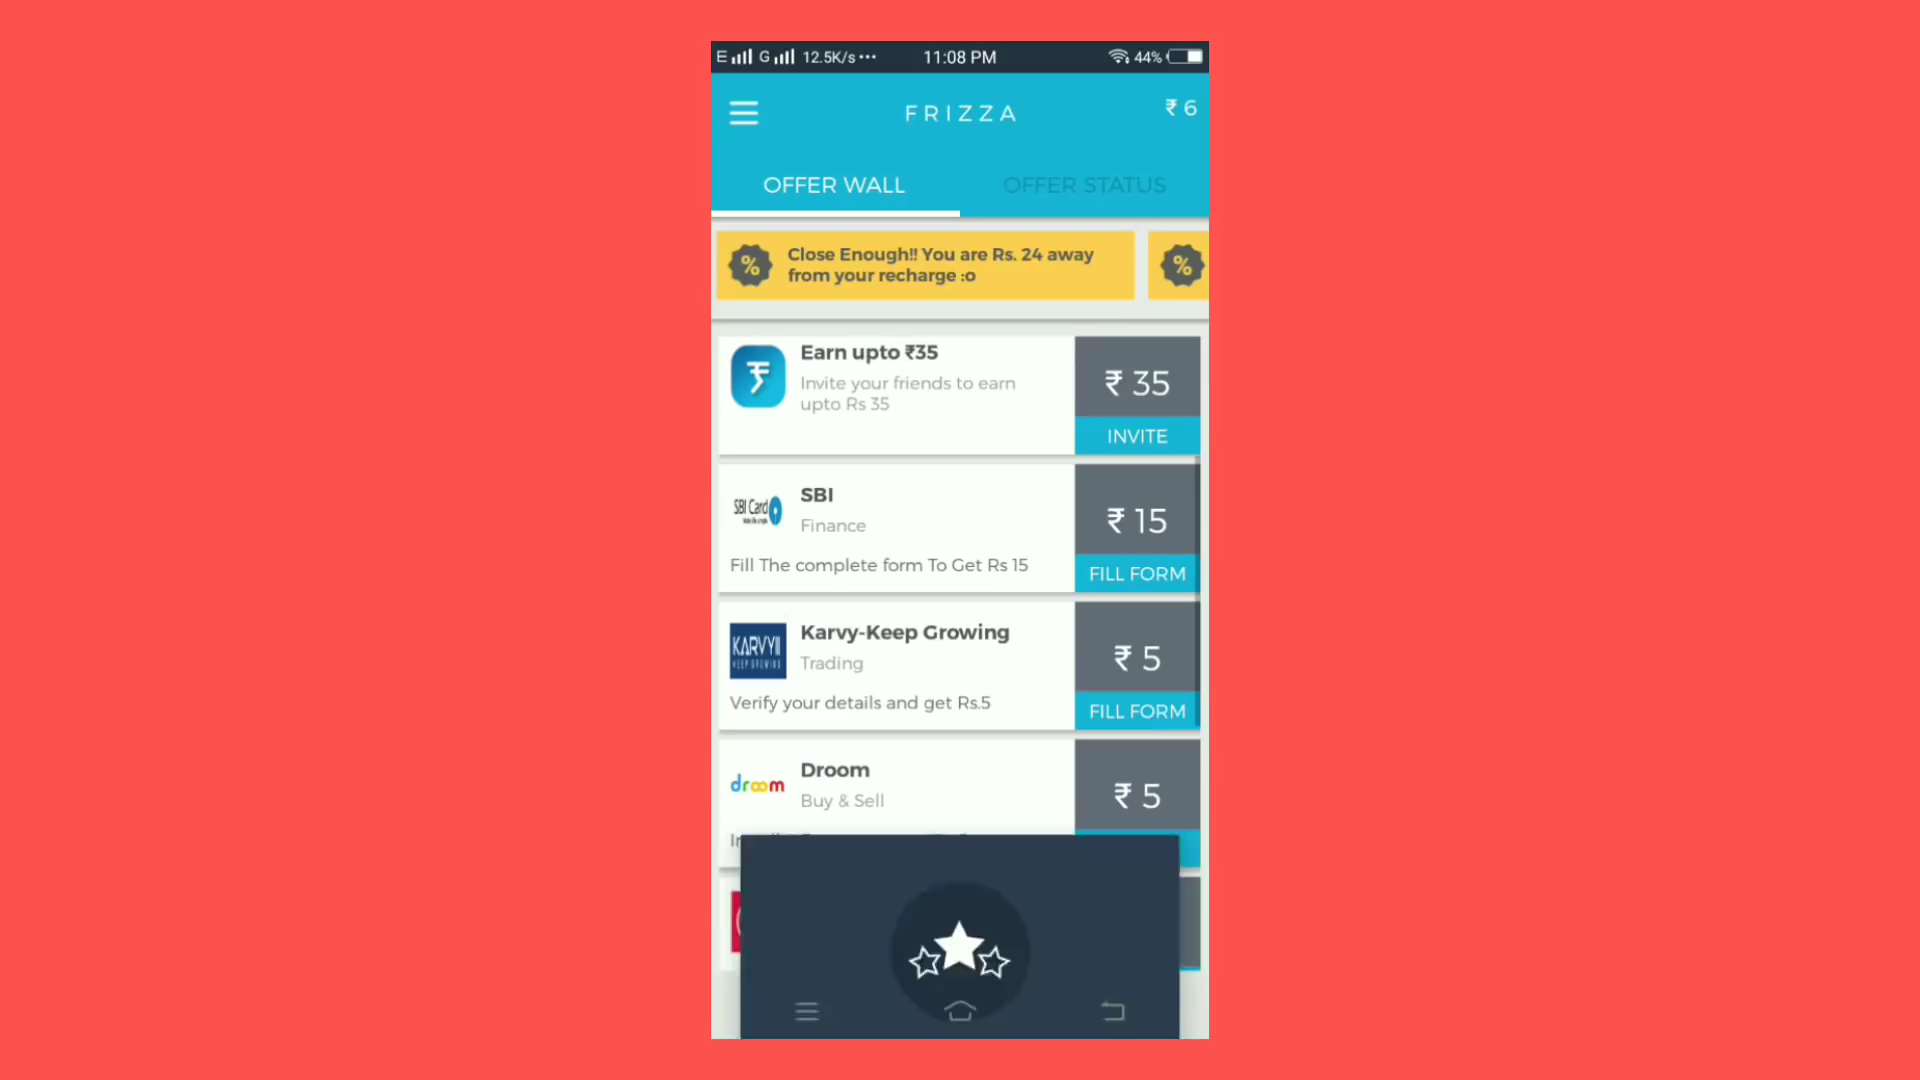 E G 12.5K/s ... 11:08 PM 44%
FRIZZA ₹ 6
OFFER WALL OFFER STATUS
% Close Enough!! You are Rs. 24 away %
from your recharge :o
Earn upto ₹35
Invite your friends to earn
upto Rs 35
₹ 35
INVITE
SBI Card
SBI
Finance
Fill The complete form To Get Rs 15
₹ 15
FILL FORM
KARVY
KEEP GROWING
Karvy-Keep Growing
Trading
Verify your details and get Rs.5
₹ 5
FILL FORM
droom
Droom
Buy & Sell
₹ 5